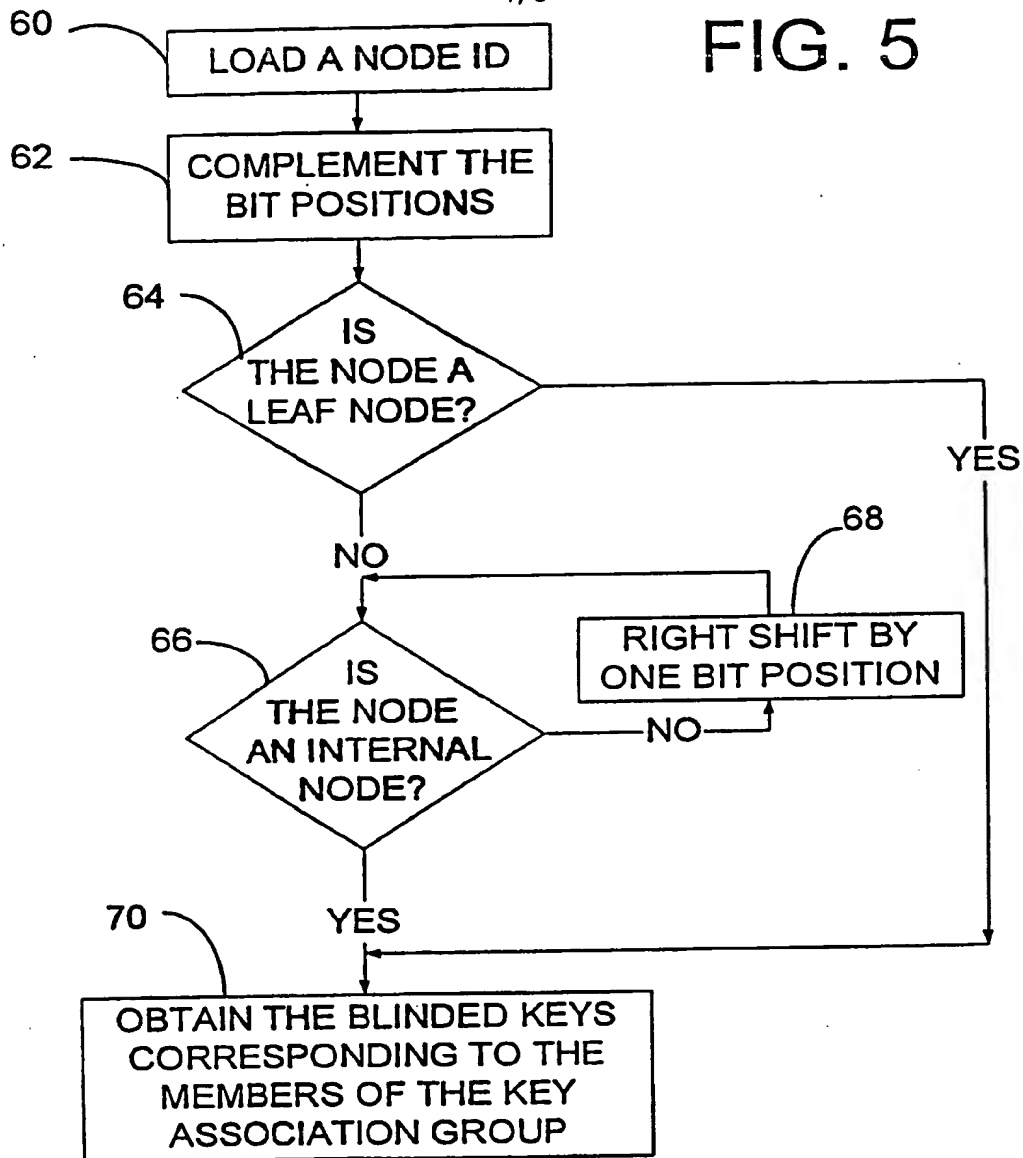 60
LOAD A NODE ID
FIG. 5
62
COMPLEMENT THE
BIT POSITIONS
64
IS
THE NODE A
LEAF NODE?
YES
NO
68
RIGHT SHIFT BY
ONE BIT POSITION
66
IS
THE NODE
AN INTERNAL
NODE?
NO
YES
70
OBTAIN THE BLINDED KEYS
CORRESPONDING TO THE
MEMBERS OF THE KEY
ASSOCIATION GROUP